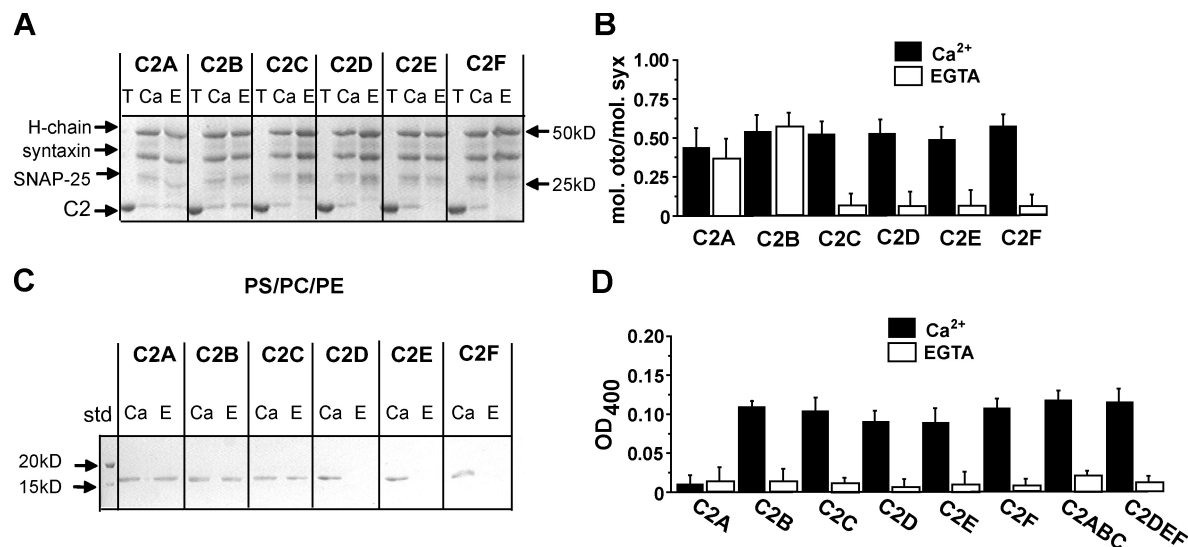 A
C2A C2B C2C C2D C2E C2F
T Ca E T Ca E T Ca E T Ca E T Ca E T Ca E
H-chain
syntaxin
SNAP-25
C2
50kD
25kD
B
Ca2+
EGTA
mol. oto/mol. syx
1.00
0.75
0.50
0.25
0
C2A C2B C2C C2D C2E C2F
C
PS/PC/PE
C2A C2B C2C C2D C2E C2F
std Ca E Ca E Ca E Ca E Ca E Ca E
20kD
15kD
D
Ca2+
EGTA
OD400
0.20
0.15
0.10
0.05
0
C2A C2B C2C C2D C2E C2F C2ABC C2DEF